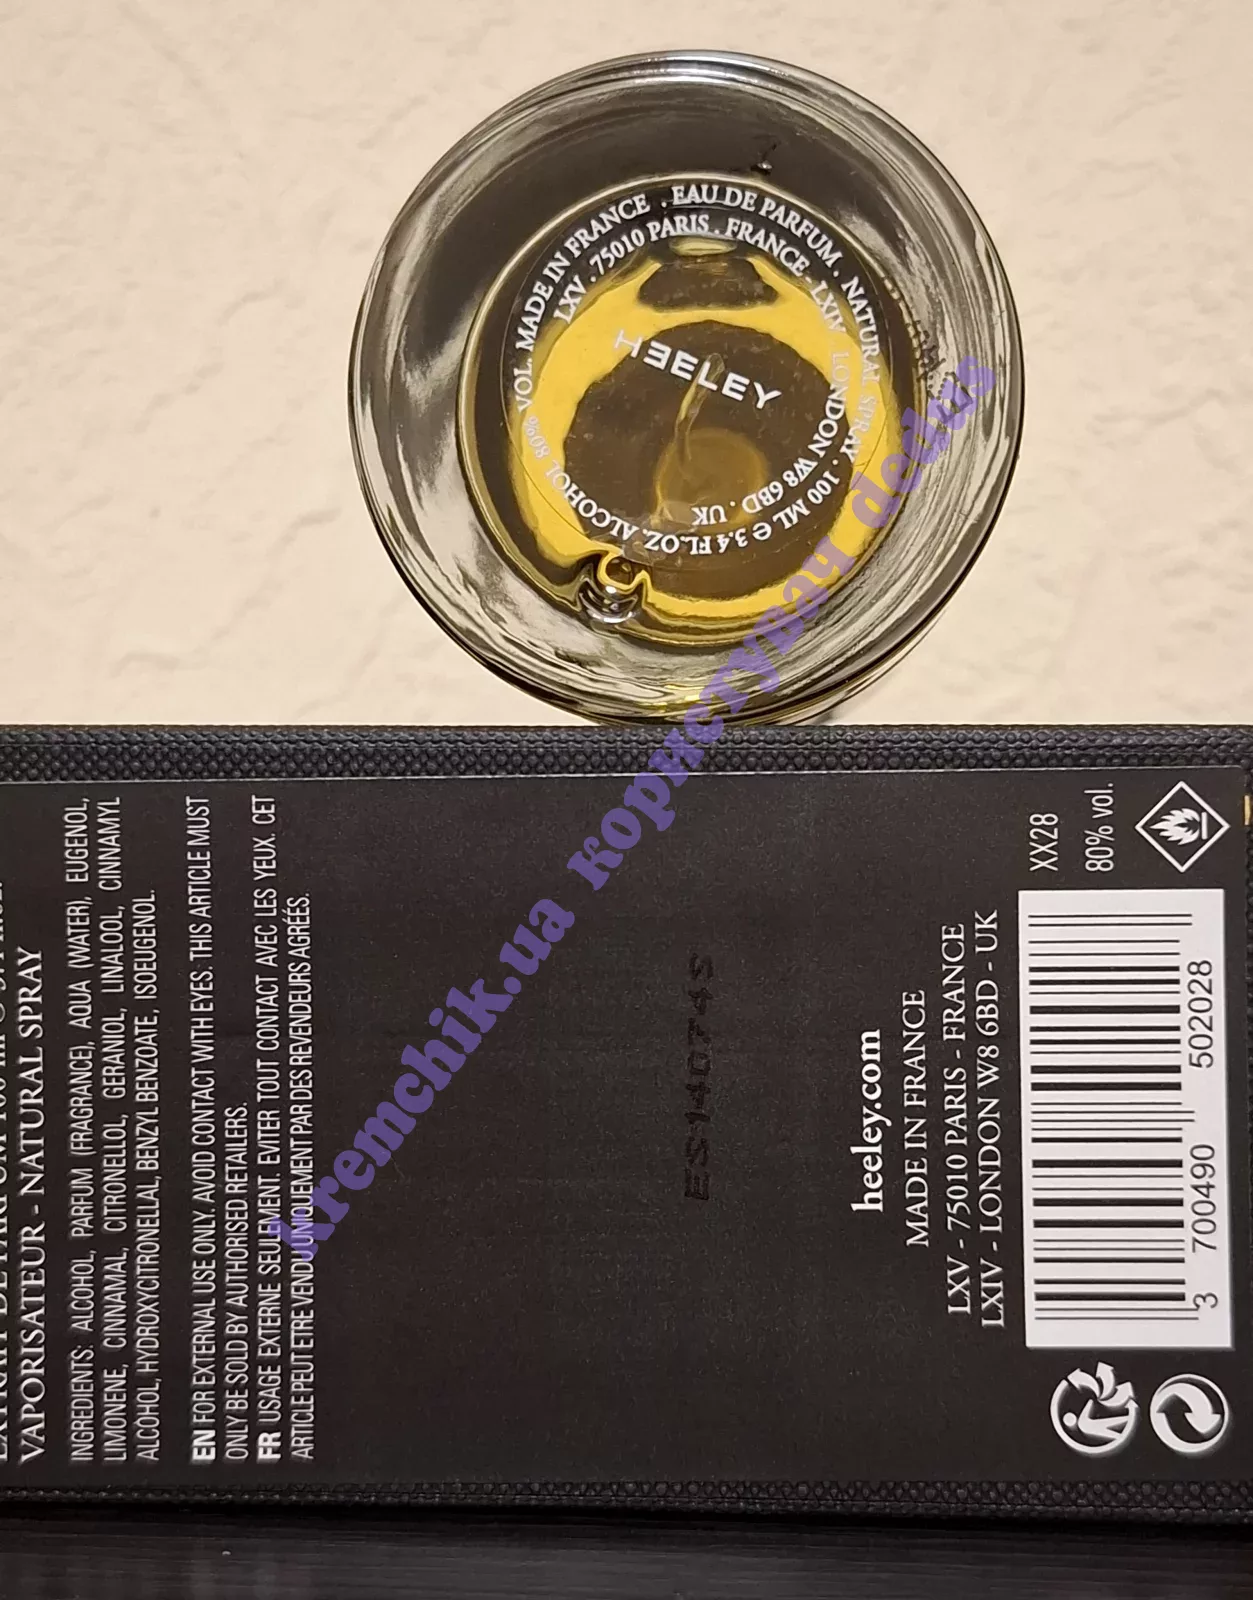 . EAU DE PARFUM . NATURAL SPRAY . 100 ML ℮ 3.4 FL.OZ. ALCOHOL 80% VOL. MADE IN FRANCE
LXV . 75010 PARIS . FRANCE - LXIV . LONDON W8 6BD . UK
HEELEY
VAPORISATEUR - NATURAL SPRAY
INGREDIENTS: ALCOHOL, PARFUM (FRAGRANCE), AQUA (WATER), EUGENOL,
LIMONENE, CINNAMAL, CITRONELLOL, GERANIOL, LINALOOL, CINNAMYL
ALCOHOL, HYDROXYCITRONELLAL, BENZYL BENZOATE, ISOEUGENOL.
EN FOR EXTERNAL USE ONLY. AVOID CONTACT WITH EYES. THIS ARTICLE MUST
ONLY BE SOLD BY AUTHORISED RETAILERS.
FR USAGE EXTERNE SEULEMENT. EVITER TOUT CONTACT AVEC LES YEUX. CET
ARTICLE PEUT ETRE VENDU UNIQUEMENT PAR DES REVENDEURS AGRÉÉS.
ES14074S
heeley.com
MADE IN FRANCE
LXV - 75010 PARIS - FRANCE
LXIV - LONDON W8 6BD - UK
XX28
80% vol.
3 700490 502028
kremchik.ua користувач dedus